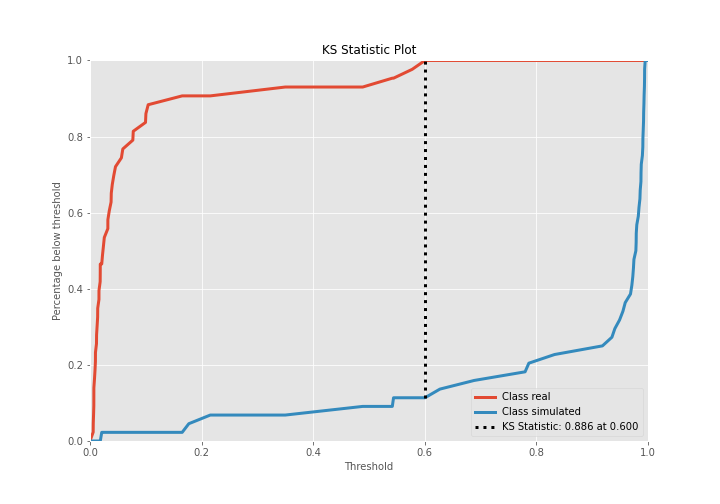 KS Statistic Plot
1.0
0.8
0.6
0.4
0.2
0.0
Percentage below threshold
0.0 0.2 0.4 0.6 0.8 1.0
Threshold
Class real
Class simulated
KS Statistic: 0.886 at 0.600